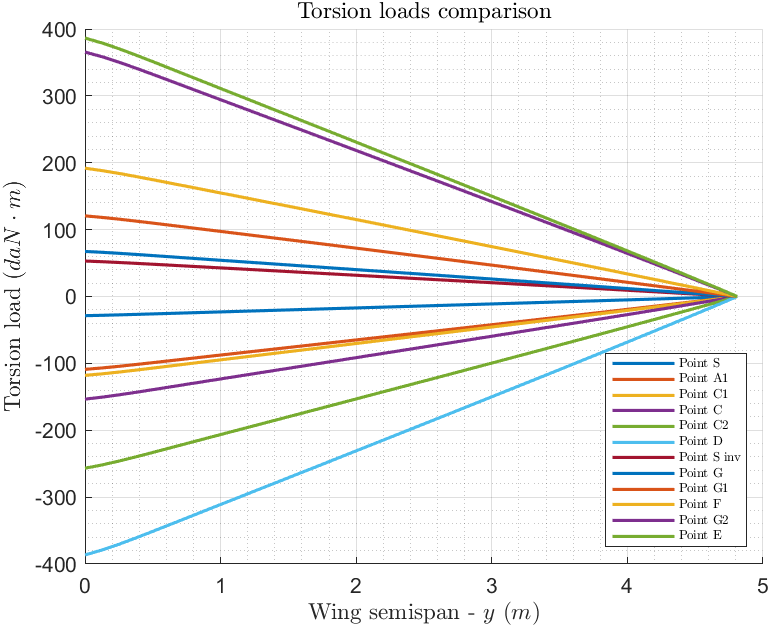 Torsion loads comparison
Torsion load (daN · m)
400
300
200
100
0
-100
-200
-300
-400
0 1 2 3 4 5
Wing semispan - y (m)
Point S
Point A1
Point C1
Point C
Point C2
Point D
Point S inv
Point G
Point G1
Point F
Point G2
Point E